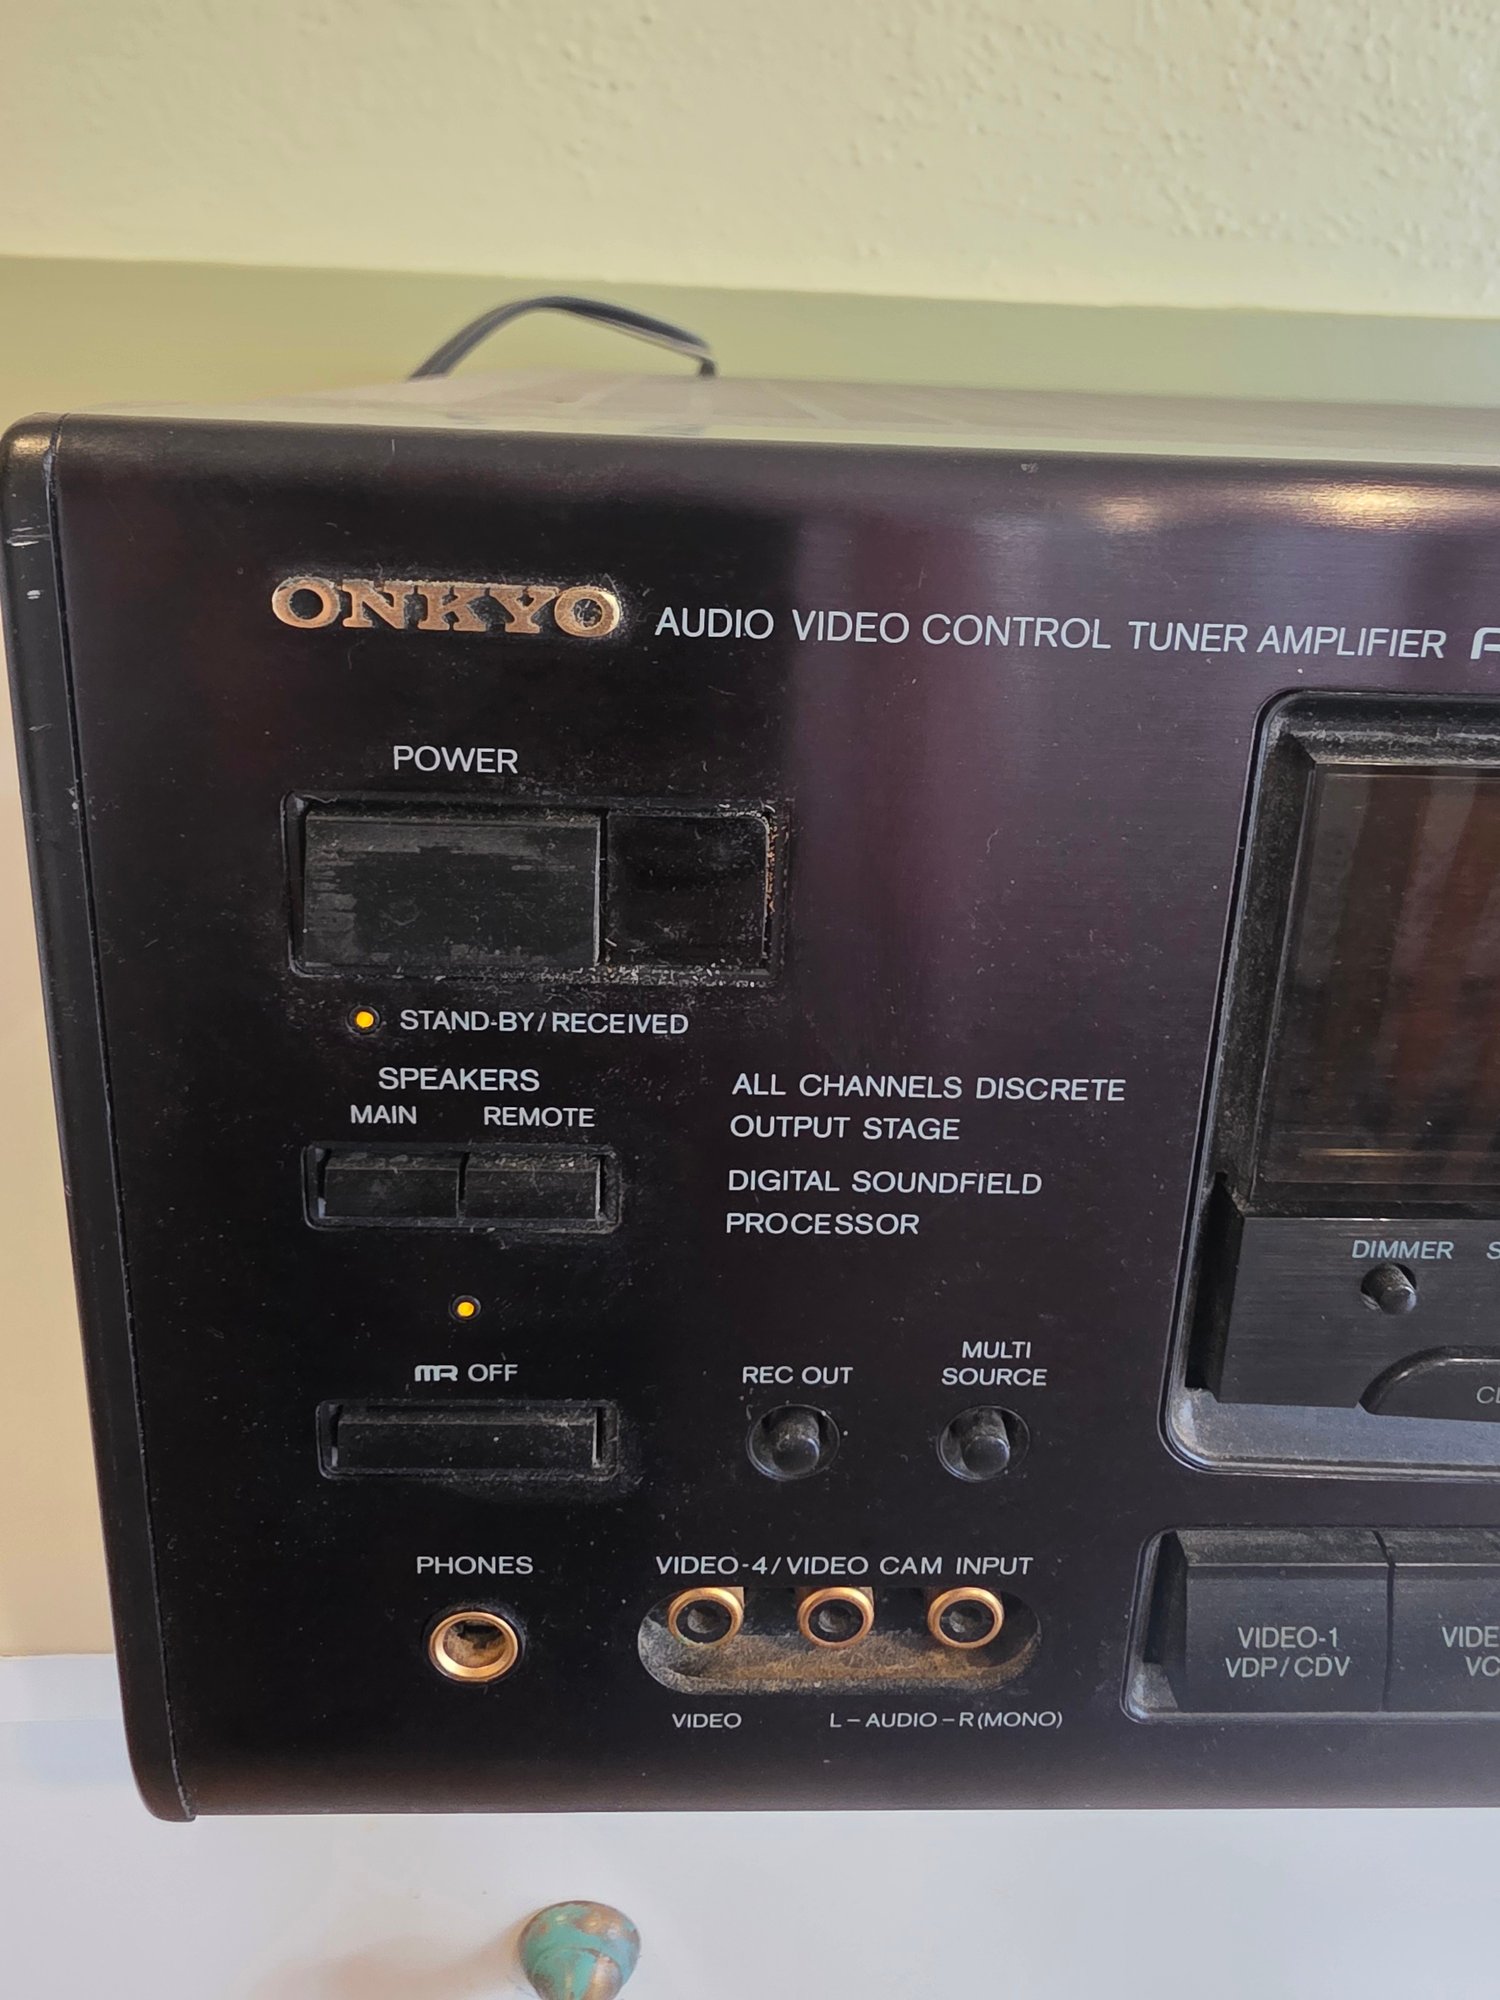 ONKYO AUDIO VIDEO CONTROL TUNER AMPLIFIER
POWER
STAND-BY/RECEIVED
SPEAKERS
MAIN REMOTE
ALL CHANNELS DISCRETE
OUTPUT STAGE
DIGITAL SOUNDFIELD
PROCESSOR
DIMMER
OFF
REC OUT
MULTI
SOURCE
PHONES
VIDEO-4/VIDEO CAM INPUT
VIDEO
L–AUDIO–R(MONO)
VIDEO-1
VDP/CDV